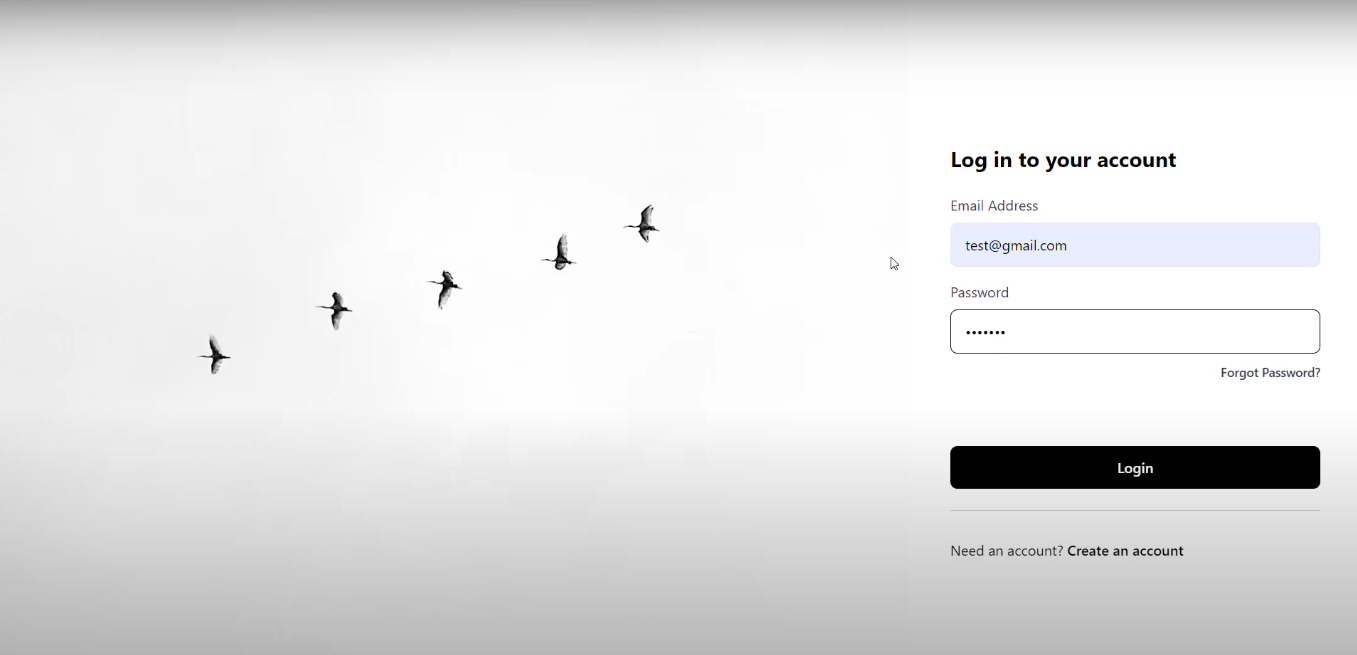 Log in to your account
Email Address
test@gmail.com
Password
•••••••
Forgot Password?
Login
Need an account? Create an account